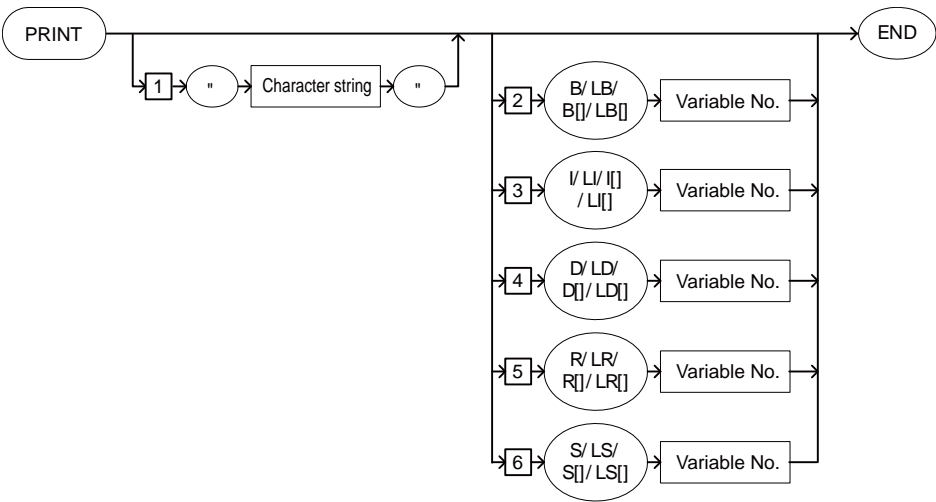 PRINT
END
1 " Character string "
2 B/ LB/
B[]/ LB[] Variable No.
3 I/ LI/ I[]
/ LI[] Variable No.
4 D/ LD/
D[]/ LD[] Variable No.
5 R/ LR/
R[]/ LR[] Variable No.
6 S/ LS/
S[]/ LS[] Variable No.